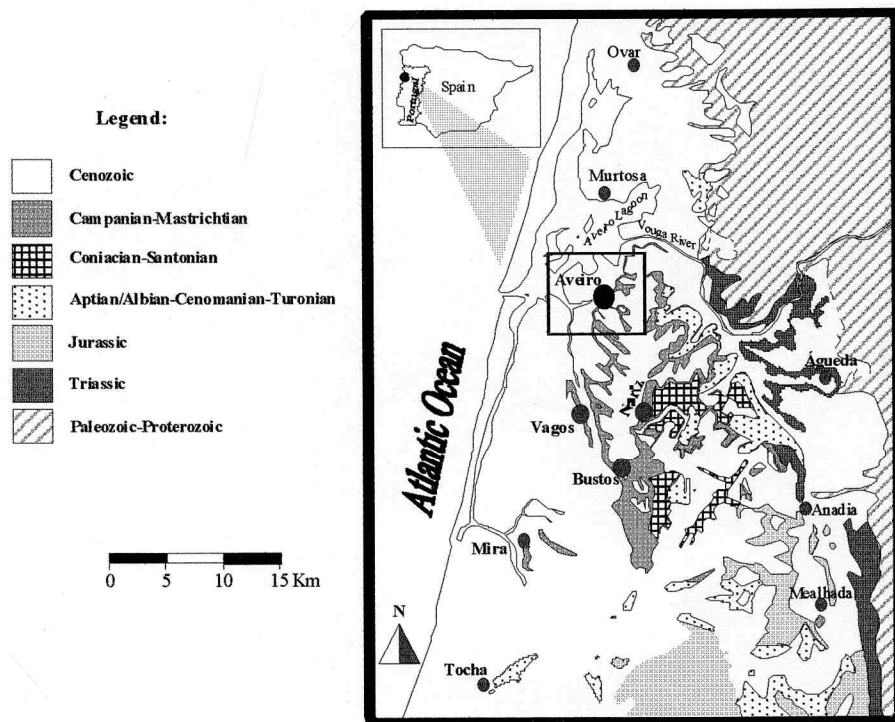 Legend:
Cenozoic
Campanian-Mastrichtian
Coniacian-Santonian
Aptian/Albian-Cenomanian-Turonian
Jurassic
Triassic
Paleozoic-Proterozoic
0 5 10 15 Km
Spain
Portugal
Ovar
Murtosa
Aveiro Lagoon
Vouga River
Aveiro
Águeda
Vagos
Bustos
Anadia
Mira
Mealhada
Tocha
Atlantic Ocean
N